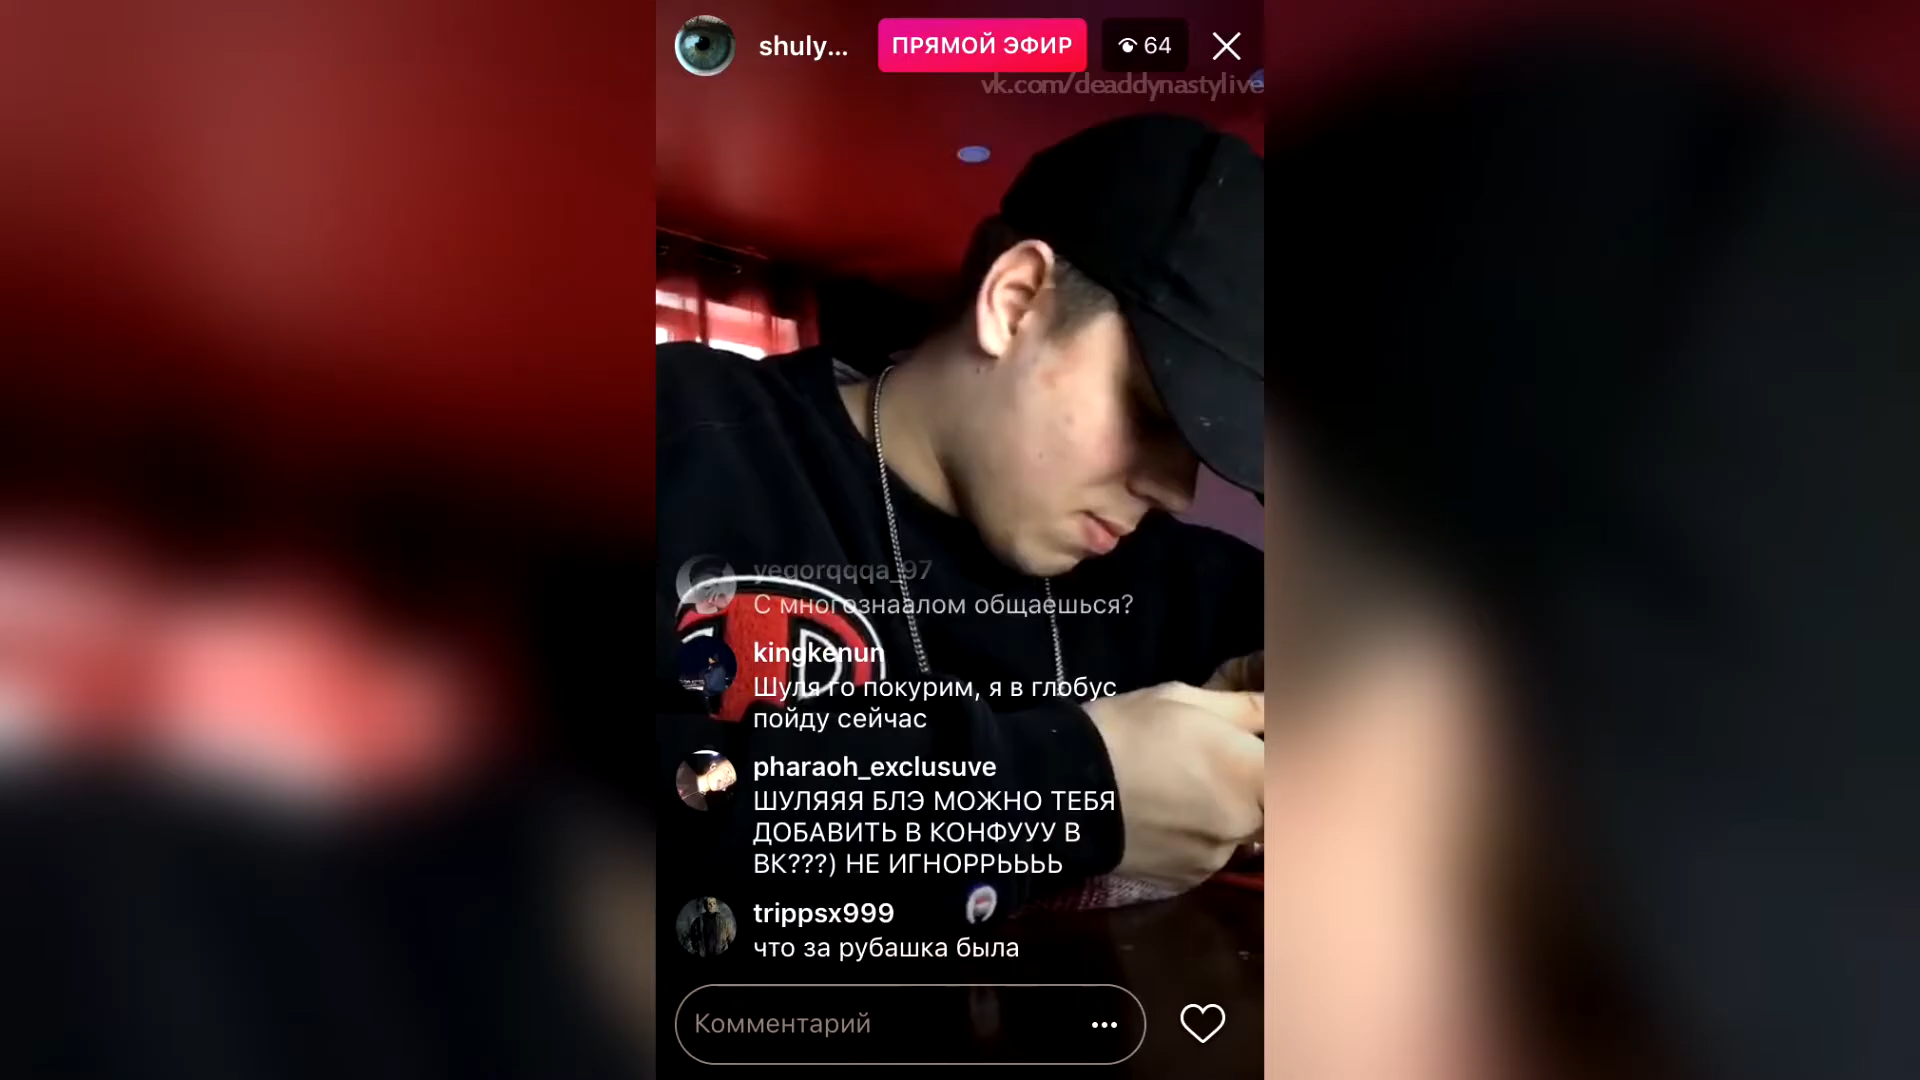 shuly...
ПРЯМОЙ ЭФИР
64
vk.com/deaddynastylive
yegorqqqa_97
С многознаалом общаешься?
kingkenun
Шуля го покурим, я в глобус
пойду сейчас
pharaoh_exclusuve
ШУЛЯЯЯ БЛЭ МОЖНО ТЕБЯ
ДОБАВИТЬ В КОНФУУУ В
ВК???) НЕ ИГНОРРЬЬЬЬ
trippsx999
что за рубашка была
Комментарий